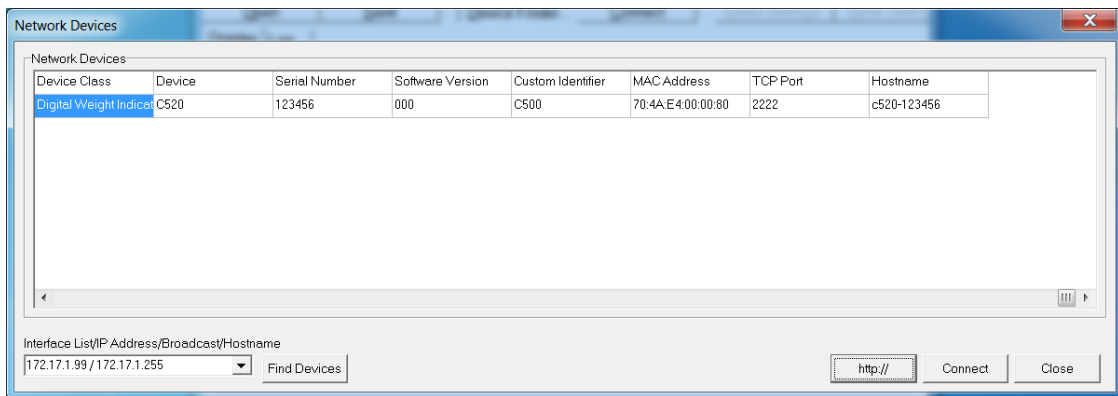 Network Devices
Network Devices
Device Class Device Serial Number Software Version Custom Identifier MAC Address TCP Port Hostname
Digital Weight Indicat C520 123456 000 C500 70:4A:E4:00:00:80 2222 c520-123456
Interface List/IP Address/Broadcast/Hostname
172.17.1.99 / 172.17.1.255 Find Devices http:// Connect Close